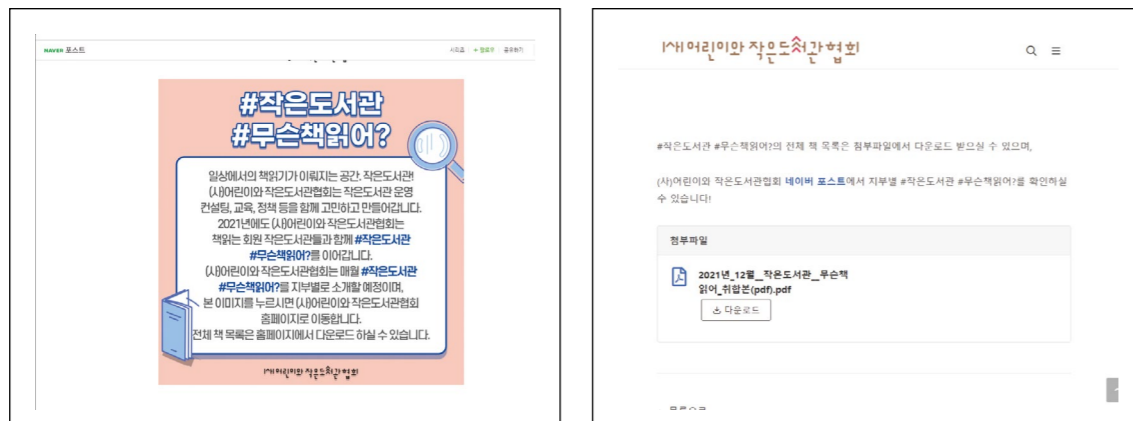 NAVER 포스트
시리즈 + 팔로우 공유하기
#작은도서관
#무슨책읽어?
일상에서의 책읽기가 이뤄지는 공간. 작은도서관!
(사)어린이와 작은도서관협회는 작은도서관 운영
컨설팅, 교육, 정책 등을 함께 고민하고 만들어갑니다.
2021년에도 (사)어린이와 작은도서관협회는
책읽는 회원 작은도서관들과 함께 #작은도서관
#무슨책읽어?를 이어갑니다.
(사)어린이와 작은도서관협회는 매월 #작은도서관
#무슨책읽어?를 지부별로 소개할 예정이며,
본 이미지를 누르시면 (사)어린이와 작은도서관협회
홈페이지로 이동합니다.
전체 책 목록은 홈페이지에서 다운로드 하실 수 있습니다.
(사)어린이와 작은도서관협회
(사)어린이와 작은도서관협회
#작은도서관 #무슨책읽어?의 전체 책 목록은 첨부파일에서 다운로드 받으실 수 있으며,
(사)어린이와 작은도서관협회 네이버 포스트에서 지부별 #작은도서관 #무슨책읽어?를 확인하실
수 있습니다!
첨부파일
2021년_12월__작은도서관__무슨책
읽어_취합본(pdf).pdf
다운로드